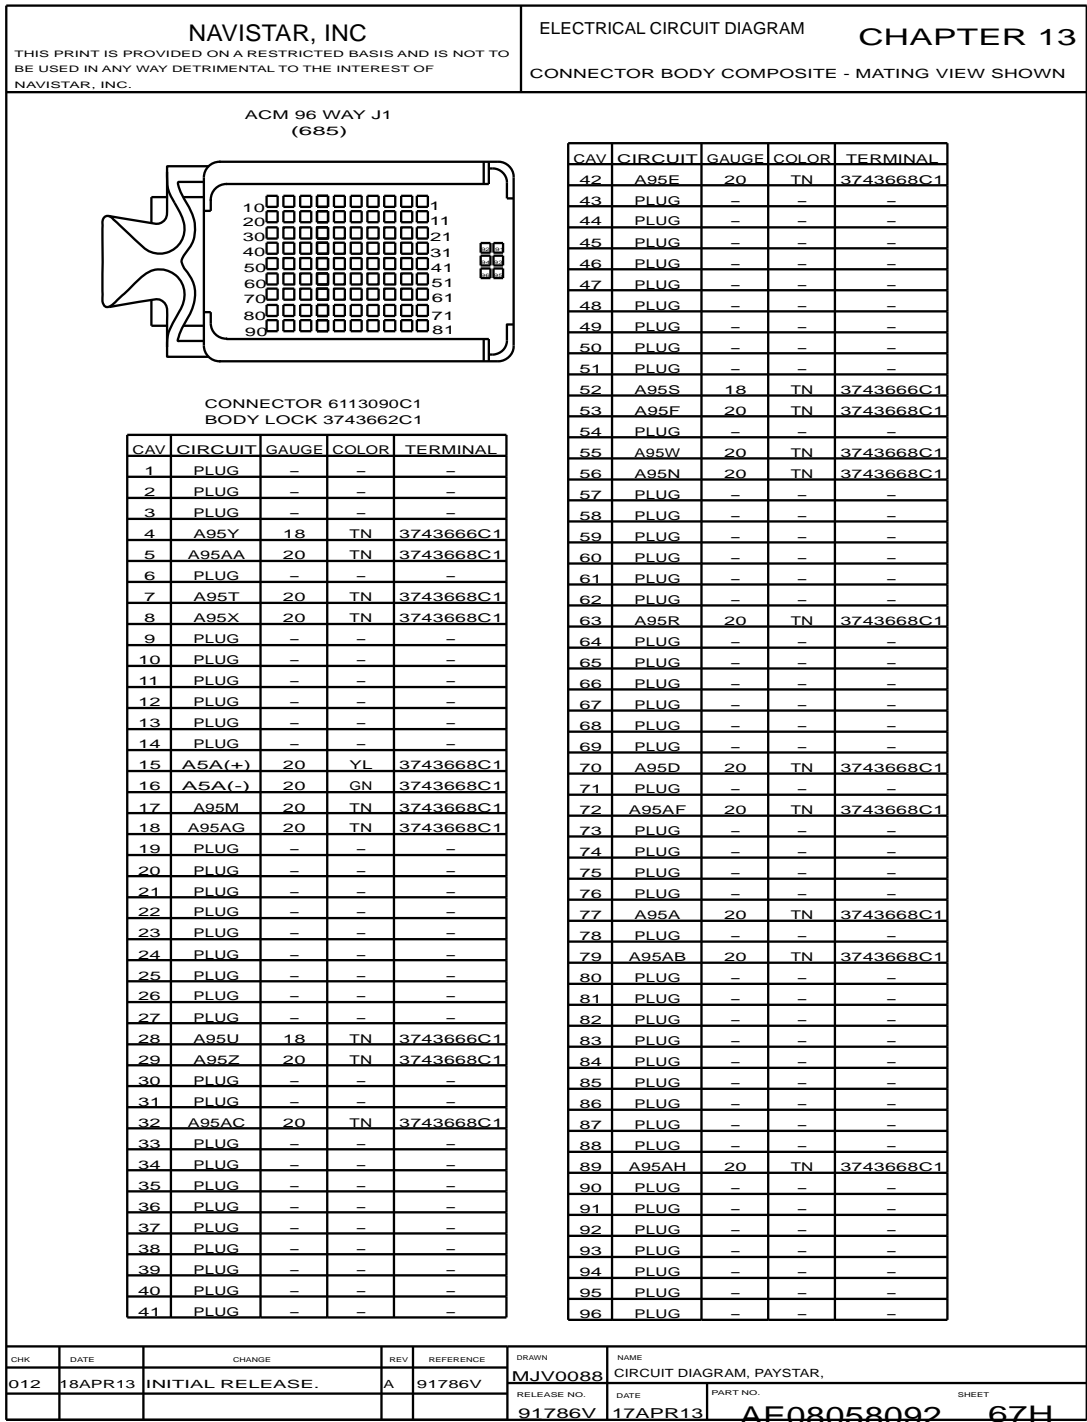 NAVISTAR, INC
THIS PRINT IS PROVIDED ON A RESTRICTED BASIS AND IS NOT TO
BE USED IN ANY WAY DETRIMENTAL TO THE INTEREST OF
NAVISTAR, INC.
ELECTRICAL CIRCUIT DIAGRAM CHAPTER 13
CONNECTOR BODY COMPOSITE - MATING VIEW SHOWN
ACM 96 WAY J1
(685)
10 1
20 11
30 21
40 31
50 41
60 51
70 61
80 71
90 81
CONNECTOR 6113090C1
BODY LOCK 3743662C1
CAV CIRCUIT GAUGE COLOR TERMINAL
1 PLUG – – –
2 PLUG – – –
3 PLUG – – –
4 A95Y 18 TN 3743666C1
5 A95AA 20 TN 3743668C1
6 PLUG – – –
7 A95T 20 TN 3743668C1
8 A95X 20 TN 3743668C1
9 PLUG – – –
10 PLUG – – –
11 PLUG – – –
12 PLUG – – –
13 PLUG – – –
14 PLUG – – –
15 A5A(+) 20 YL 3743668C1
16 A5A(-) 20 GN 3743668C1
17 A95M 20 TN 3743668C1
18 A95AG 20 TN 3743668C1
19 PLUG – – –
20 PLUG – – –
21 PLUG – – –
22 PLUG – – –
23 PLUG – – –
24 PLUG – – –
25 PLUG – – –
26 PLUG – – –
27 PLUG – – –
28 A95U 18 TN 3743666C1
29 A95Z 20 TN 3743668C1
30 PLUG – – –
31 PLUG – – –
32 A95AC 20 TN 3743668C1
33 PLUG – – –
34 PLUG – – –
35 PLUG – – –
36 PLUG – – –
37 PLUG – – –
38 PLUG – – –
39 PLUG – – –
40 PLUG – – –
41 PLUG – – –
CAV CIRCUIT GAUGE COLOR TERMINAL
42 A95E 20 TN 3743668C1
43 PLUG – – –
44 PLUG – – –
45 PLUG – – –
46 PLUG – – –
47 PLUG – – –
48 PLUG – – –
49 PLUG – – –
50 PLUG – – –
51 PLUG – – –
52 A95S 18 TN 3743666C1
53 A95F 20 TN 3743668C1
54 PLUG – – –
55 A95W 20 TN 3743668C1
56 A95N 20 TN 3743668C1
57 PLUG – – –
58 PLUG – – –
59 PLUG – – –
60 PLUG – – –
61 PLUG – – –
62 PLUG – – –
63 A95R 20 TN 3743668C1
64 PLUG – – –
65 PLUG – – –
66 PLUG – – –
67 PLUG – – –
68 PLUG – – –
69 PLUG – – –
70 A95D 20 TN 3743668C1
71 PLUG – – –
72 A95AF 20 TN 3743668C1
73 PLUG – – –
74 PLUG – – –
75 PLUG – – –
76 PLUG – – –
77 A95A 20 TN 3743668C1
78 PLUG – – –
79 A95AB 20 TN 3743668C1
80 PLUG – – –
81 PLUG – – –
82 PLUG – – –
83 PLUG – – –
84 PLUG – – –
85 PLUG – – –
86 PLUG – – –
87 PLUG – – –
88 PLUG – – –
89 A95AH 20 TN 3743668C1
90 PLUG – – –
91 PLUG – – –
92 PLUG – – –
93 PLUG – – –
94 PLUG – – –
95 PLUG – – –
96 PLUG – – –
CHK DATE CHANGE REV REFERENCE
012 18APR13 INITIAL RELEASE. A 91786V
DRAWN NAME
MJV0088 CIRCUIT DIAGRAM, PAYSTAR,
RELEASE NO. DATE PART NO. SHEET
91786V 17APR13 AE08058092 67H